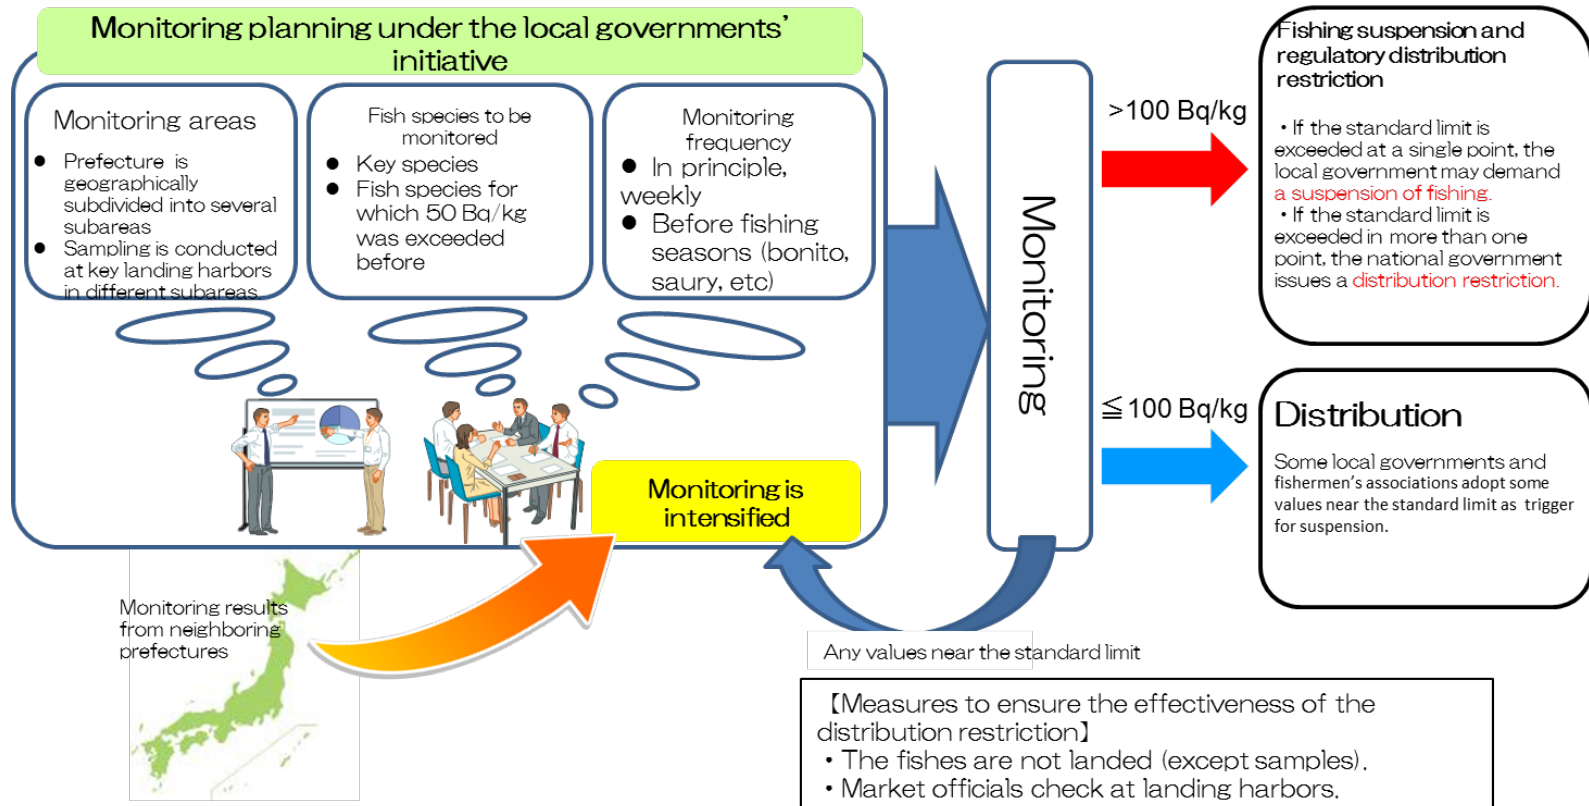 Monitoring planning under the local governments'
initiative
Monitoring areas
● Prefecture is
geographically
subdivided into several
subareas
● Sampling is conducted
at key landing harbors
in different subareas.
Fish species to be
monitored
● Key species
● Fish species for
which 50 Bq/kg
was exceeded
before
Monitoring
frequency
● In principle,
weekly
● Before fishing
seasons (bonito,
saury, etc)
Monitoring is
intensified
Monitoring results
from neighboring
prefectures
Monitoring
>100 Bq/kg
Fishing suspension and
regulatory distribution
restriction
・If the standard limit is
exceeded at a single point, the
local government may demand
a suspension of fishing.
・If the standard limit is
exceeded in more than one
point, the national government
issues a distribution restriction.
≦100 Bq/kg
Distribution
Some local governments and
fishermen's associations adopt some
values near the standard limit as trigger
for suspension.
Any values near the standard limit
【Measures to ensure the effectiveness of the
distribution restriction】
・The fishes are not landed (except samples).
・Market officials check at landing harbors.